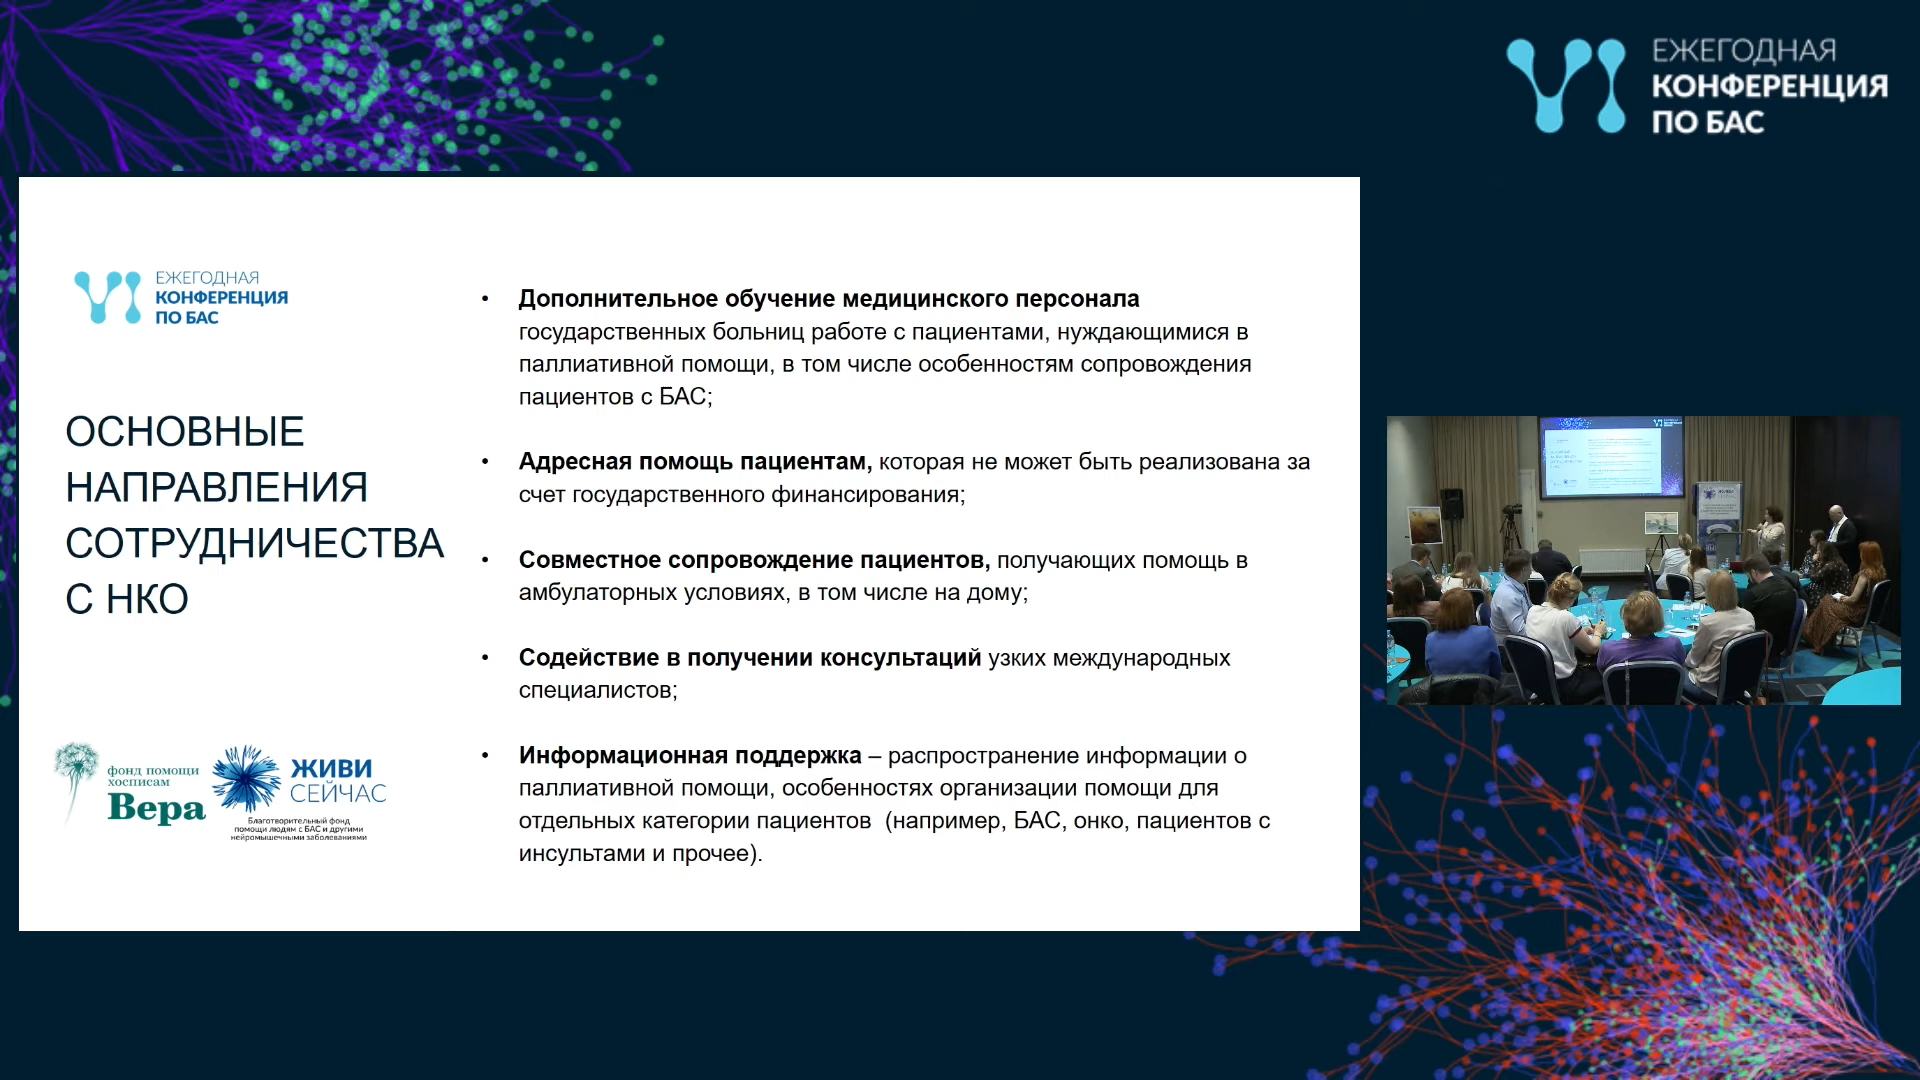 ЕЖЕГОДНАЯ
КОНФЕРЕНЦИЯ
ПО БАС
ЕЖЕГОДНАЯ
КОНФЕРЕНЦИЯ
ПО БАС
ОСНОВНЫЕ
НАПРАВЛЕНИЯ
СОТРУДНИЧЕСТВА
С НКО
фонд помощи
хосписам
Вера
ЖИВИ
СЕЙЧАС
Благотворительный фонд
помощи людям с БАС и другими
нейромышечными заболеваниями
• Дополнительное обучение медицинского персонала
государственных больниц работе с пациентами, нуждающимися в
паллиативной помощи, в том числе особенностям сопровождения
пациентов с БАС;
• Адресная помощь пациентам, которая не может быть реализована за
счет государственного финансирования;
• Совместное сопровождение пациентов, получающих помощь в
амбулаторных условиях, в том числе на дому;
• Содействие в получении консультаций узких международных
специалистов;
• Информационная поддержка – распространение информации о
паллиативной помощи, особенностях организации помощи для
отдельных категории пациентов  (например, БАС, онко, пациентов с
инсультами и прочее).